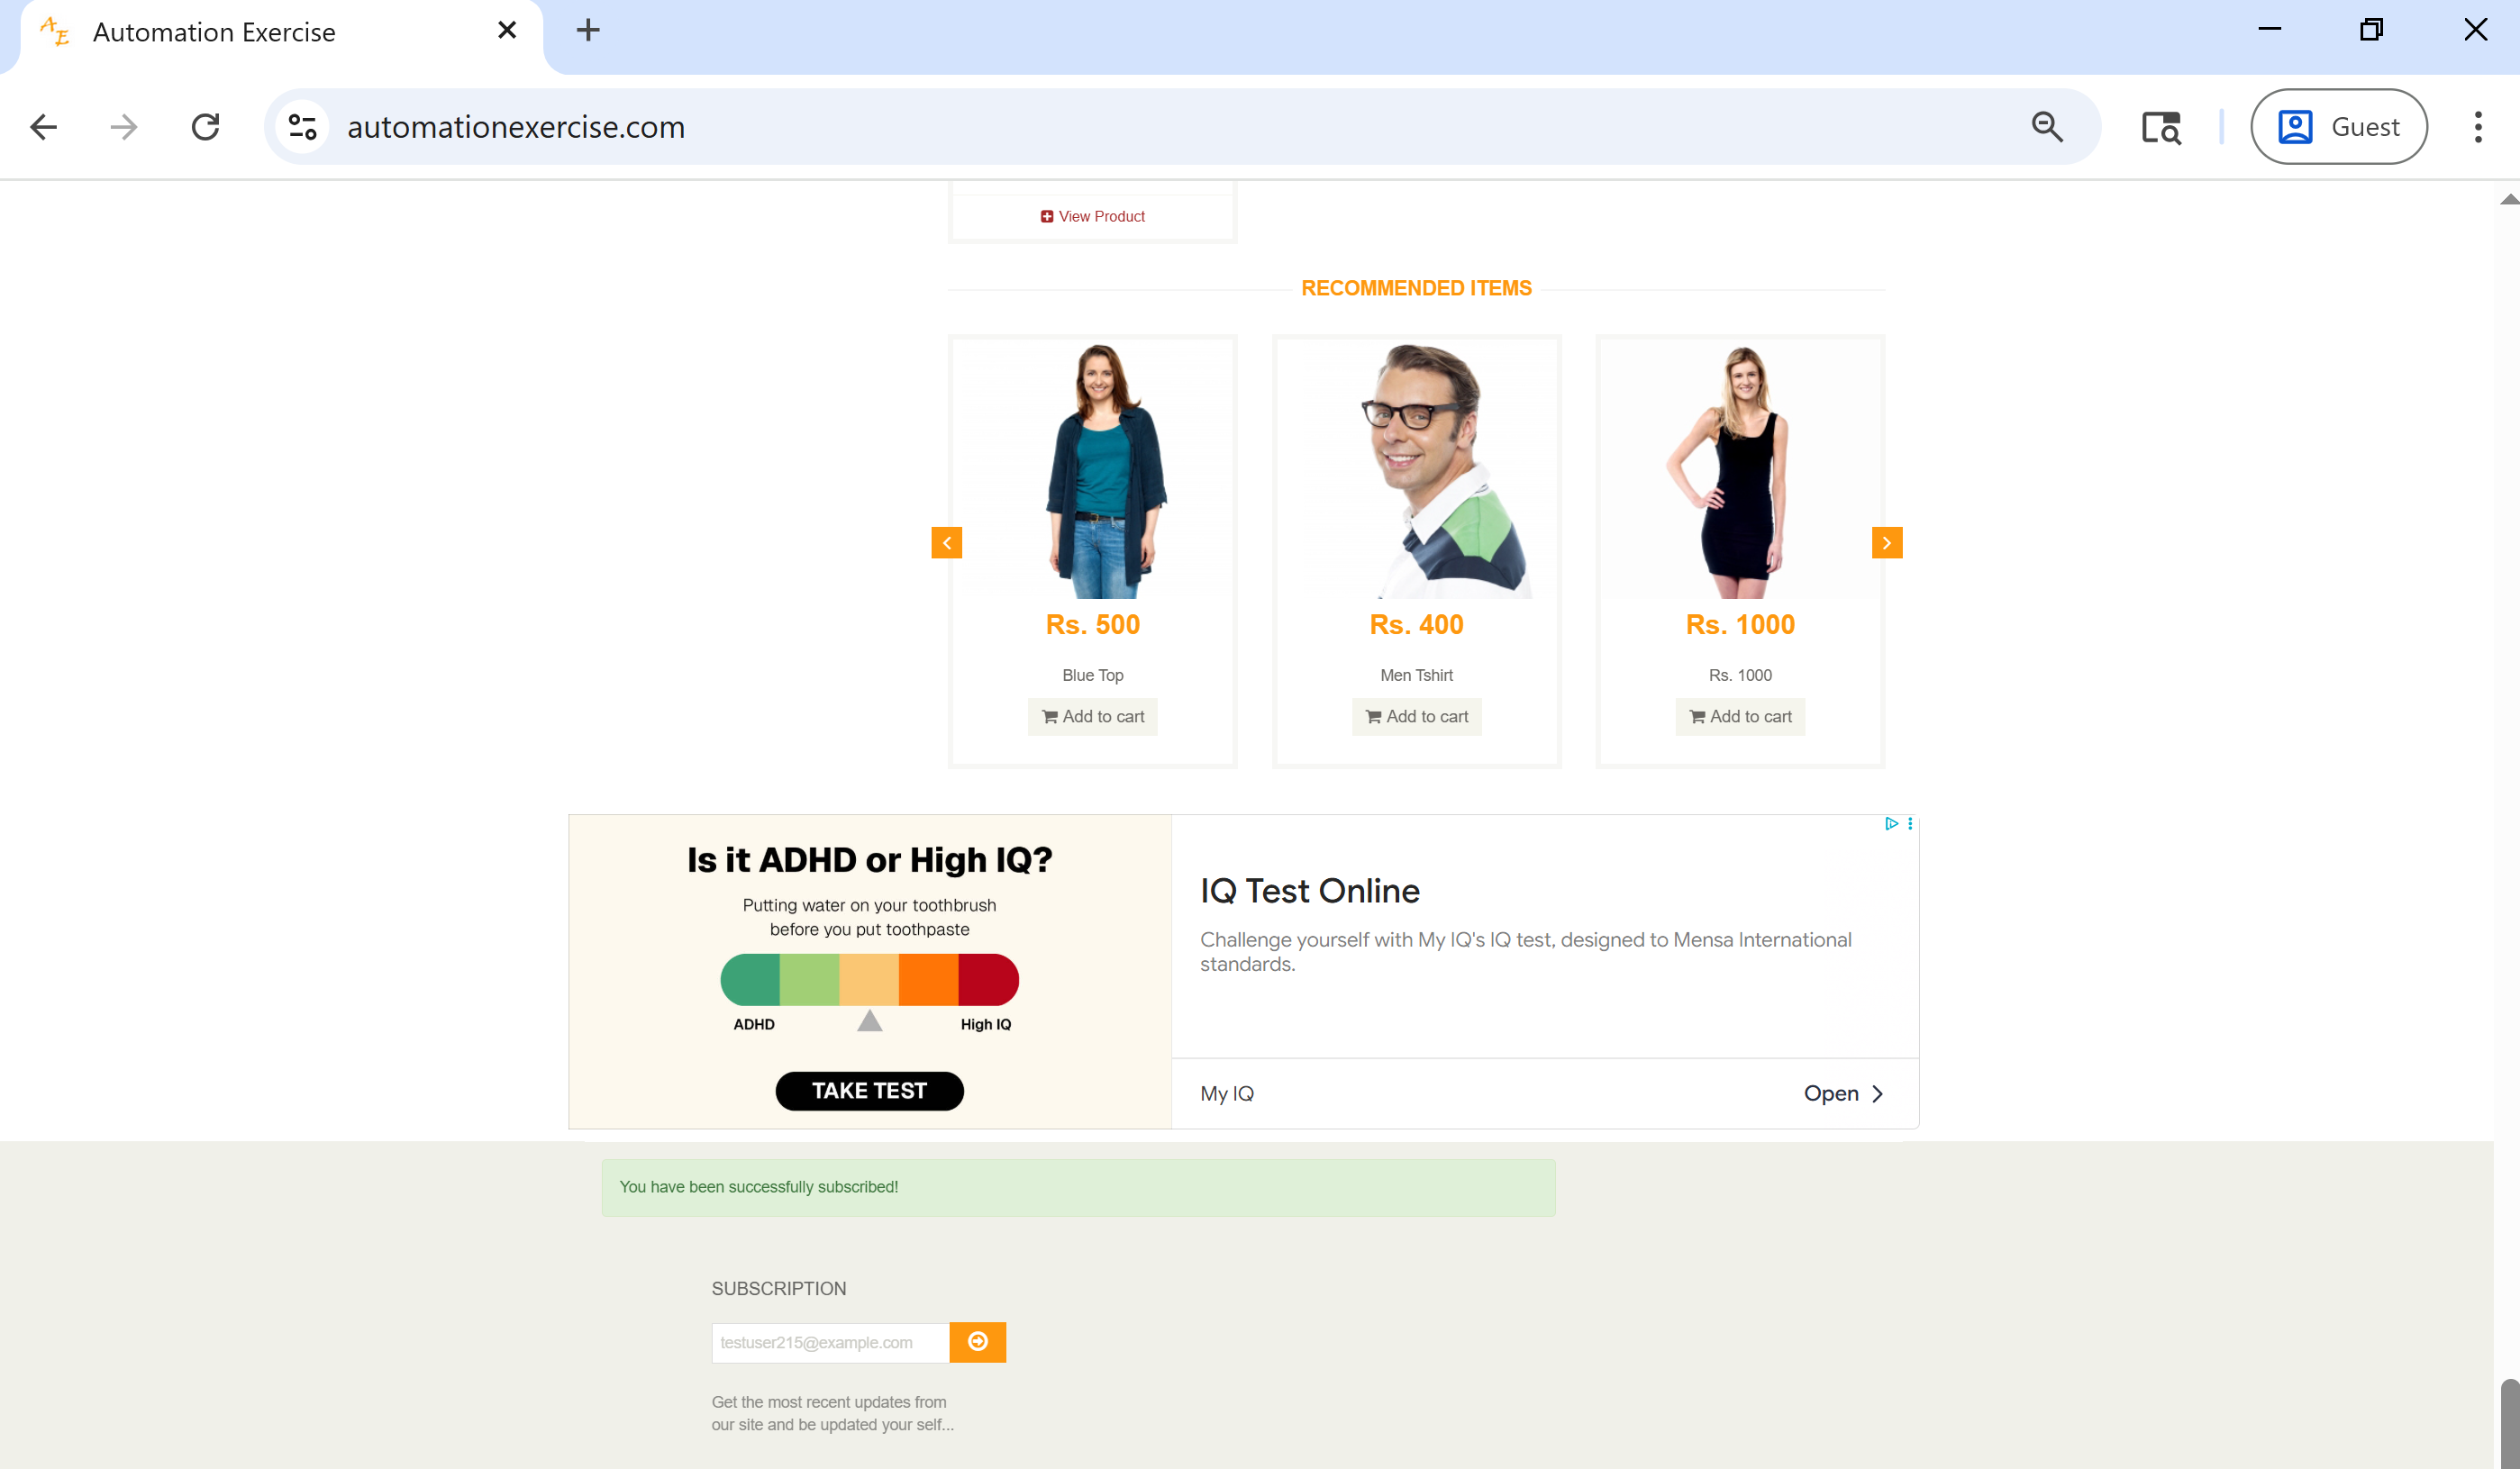 Automation Exercise
automationexercise.com
Guest
View Product
RECOMMENDED ITEMS
Rs. 500
Blue Top
Add to cart
Rs. 400
Men Tshirt
Add to cart
Rs. 1000
Rs. 1000
Add to cart
Is it ADHD or High IQ?
Putting water on your toothbrush
before you put toothpaste
ADHD
High IQ
TAKE TEST
IQ Test Online
Challenge yourself with My IQ's IQ test, designed to Mensa International
standards.
My IQ
Open
You have been successfully subscribed!
SUBSCRIPTION
testuser215@example.com
Get the most recent updates from
our site and be updated your self...